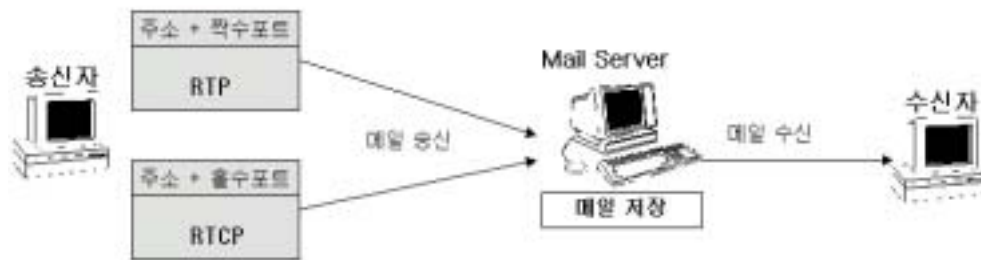 주소 + 짝수포트
RTP
송신자
Mail Server
수신자
메일 송신
메일 수신
주소 + 홀수포트
RTCP
메일 저장